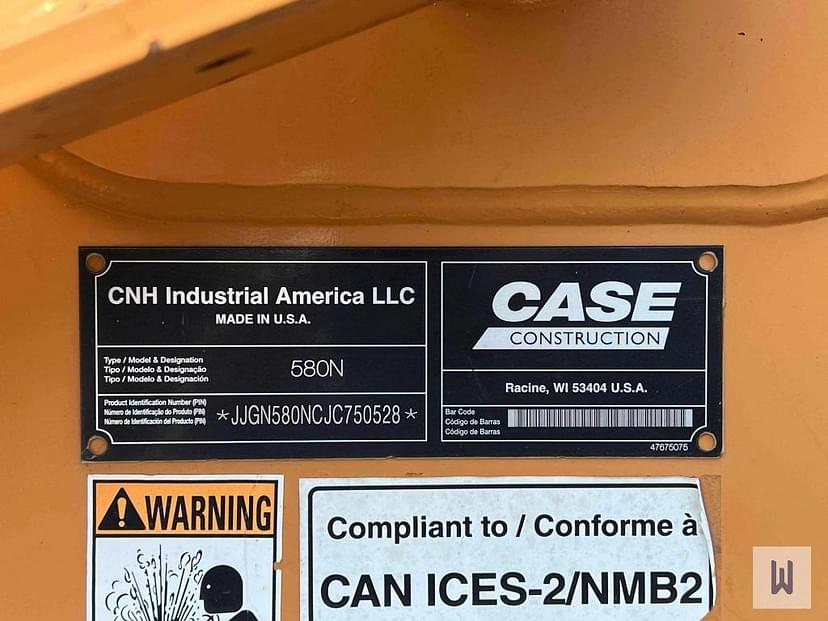 CNH Industrial America LLC
MADE IN U.S.A.
Type / Model & Designation
Tipo / Modelo & Designação
Tipo / Modelo & Designación
580N
Product Identification Number (PIN)
Número de Identificação do Produto (PIN)
Número de Identificación del Producto (PIN)
*JJGN580NCJC750528*
CASE
CONSTRUCTION
Racine, WI 53404 U.S.A.
Bar Code
Código de Barras
Código de Barras
47675075
WARNING
Compliant to / Conforme à
CAN ICES-2/NMB2
W